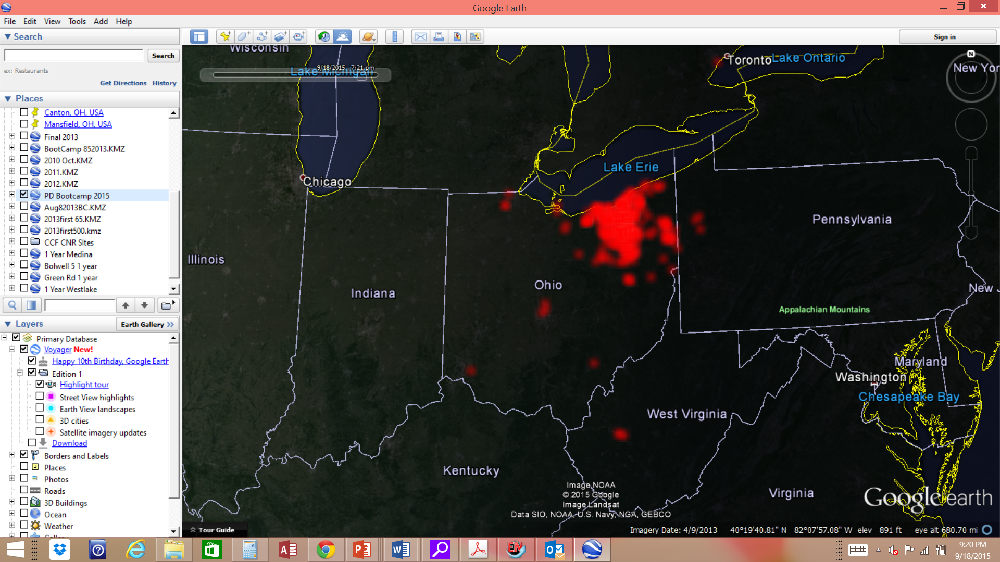 Google Earth
File Edit View Tools Add Help
Search
Search
ex: Restaurants
Get Directions History
Places
Canton, OH, USA
Mansfield, OH, USA
Final 2013
BootCamp 852013.KMZ
2010 Oct.KMZ
2011.KMZ
2012.KMZ
PD Bootcamp 2015
Aug82013BC.KMZ
2013first 65.KMZ
2013first500.kmz
CCF CNR SItes
1 Year Medina
Bolwell 5 1 year
Green Rd 1 year
1 Year Westlake
Layers
Earth Gallery >>
Primary Database
Voyager New!
Happy 10th Birthday, Google Earth
Edition 1
Highlight tour
Street View highlights
Earth View landscapes
3D cities
Satellite imagery updates
Download
Borders and Labels
Places
Photos
Roads
3D Buildings
Ocean
Weather
Sign in
Wisconsin
9/18/2015 7:21 pm
Lake Michigan
Toronto
Lake Ontario
N
New Yor
Chicago
Lake Erie
Pennsylvania
Illinois
Indiana
Ohio
New J
Appalachian Mountains
Maryland
Washington
Chesapeake Bay
West Virginia
Kentucky
Virginia
Image NOAA
© 2015 Google
Image Landsat
Data SIO, NOAA, U.S. Navy, NGA, GEBCO
Google earth
Tour Guide
Imagery Date: 4/9/2013 40°19'40.81" N 82°07'57.08" W elev 891 ft eye alt 680.70 mi
9:20 PM
9/18/2015